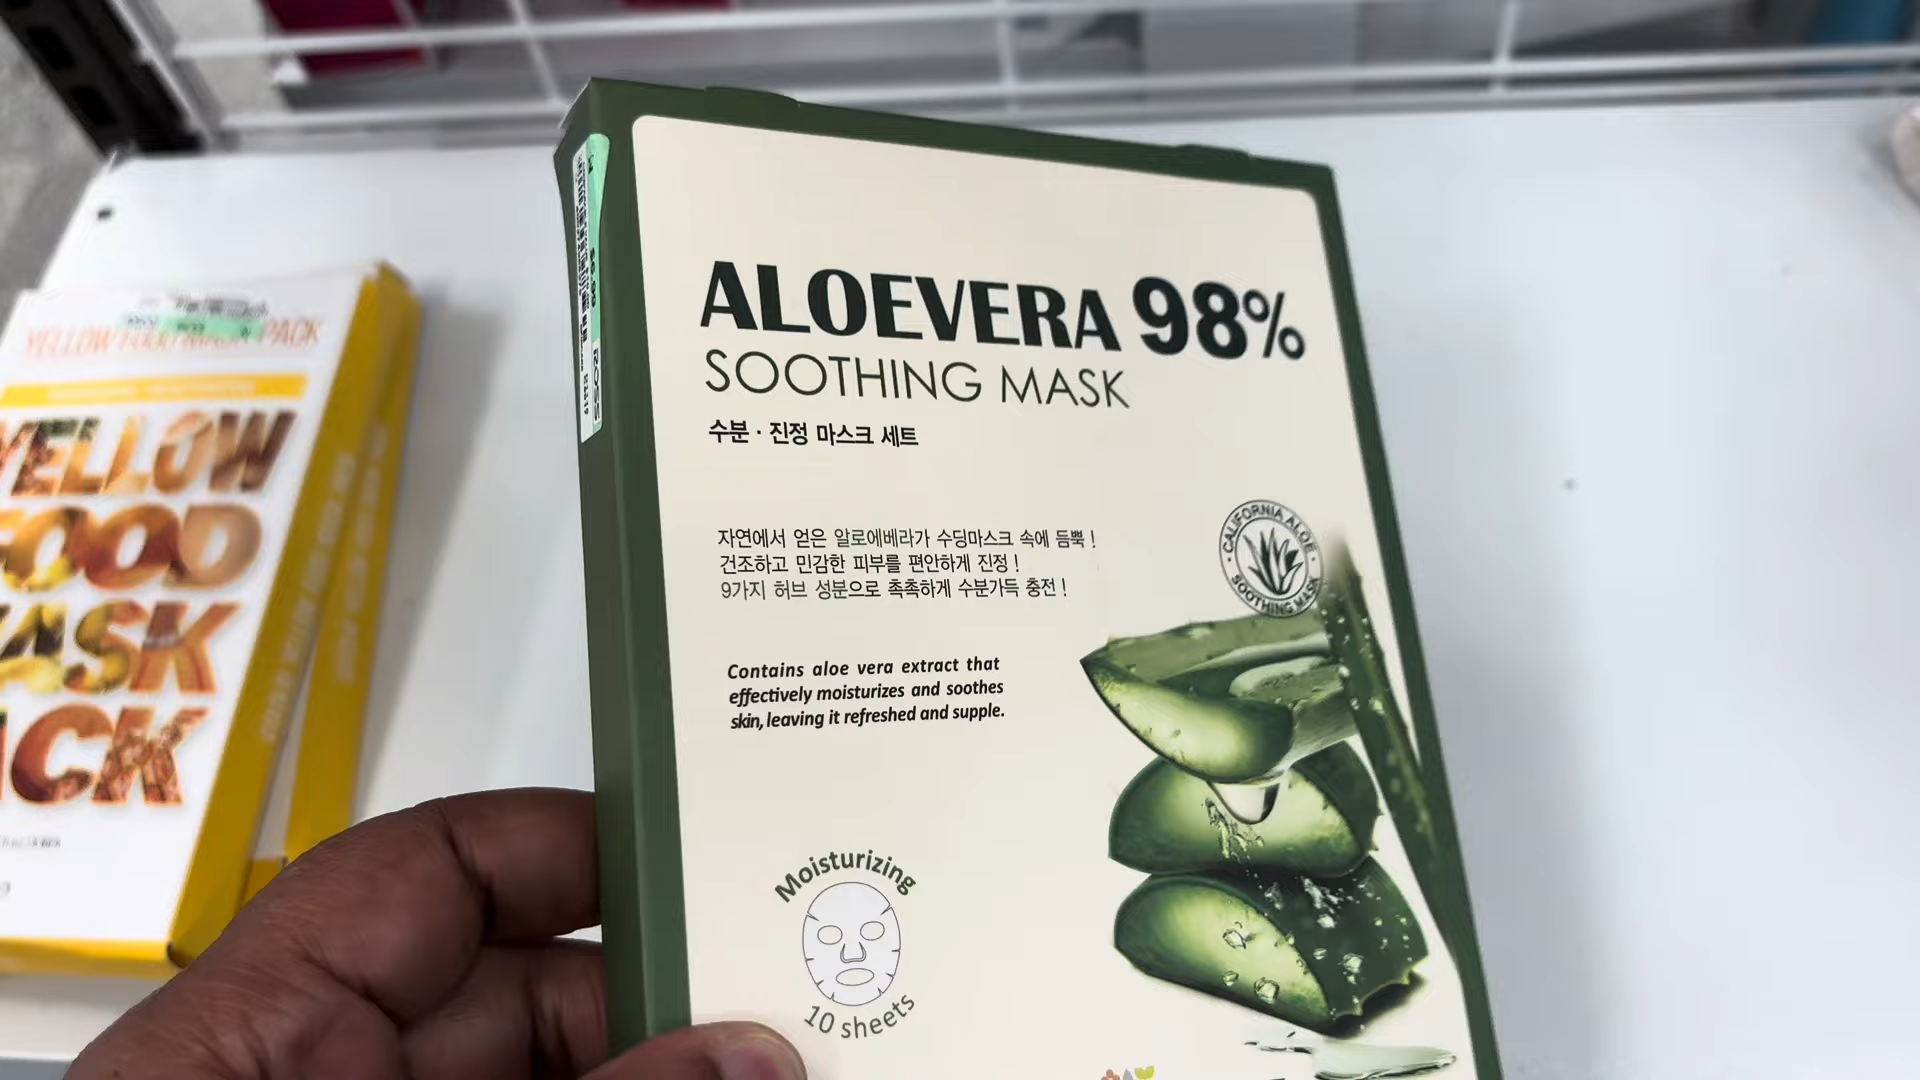 ALOEVERA 98%
SOOTHING MASK
수분 · 진정 마스크 세트
자연에서 얻은 알로에베라가 수딩마스크 속에 듬뿍 !
건조하고 민감한 피부를 편안하게 진정 !
9가지 허브 성분으로 촉촉하게 수분가득 충전 !
CALIFORNIA ALOE
SOOTHING MASK
Contains aloe vera extract that
effectively moisturizes and soothes
skin, leaving it refreshed and supple.
Moisturizing
10 sheets
ROSS
YELLOW FOOD MASK PACK
YELLOW
FOOD
MASK
PACK